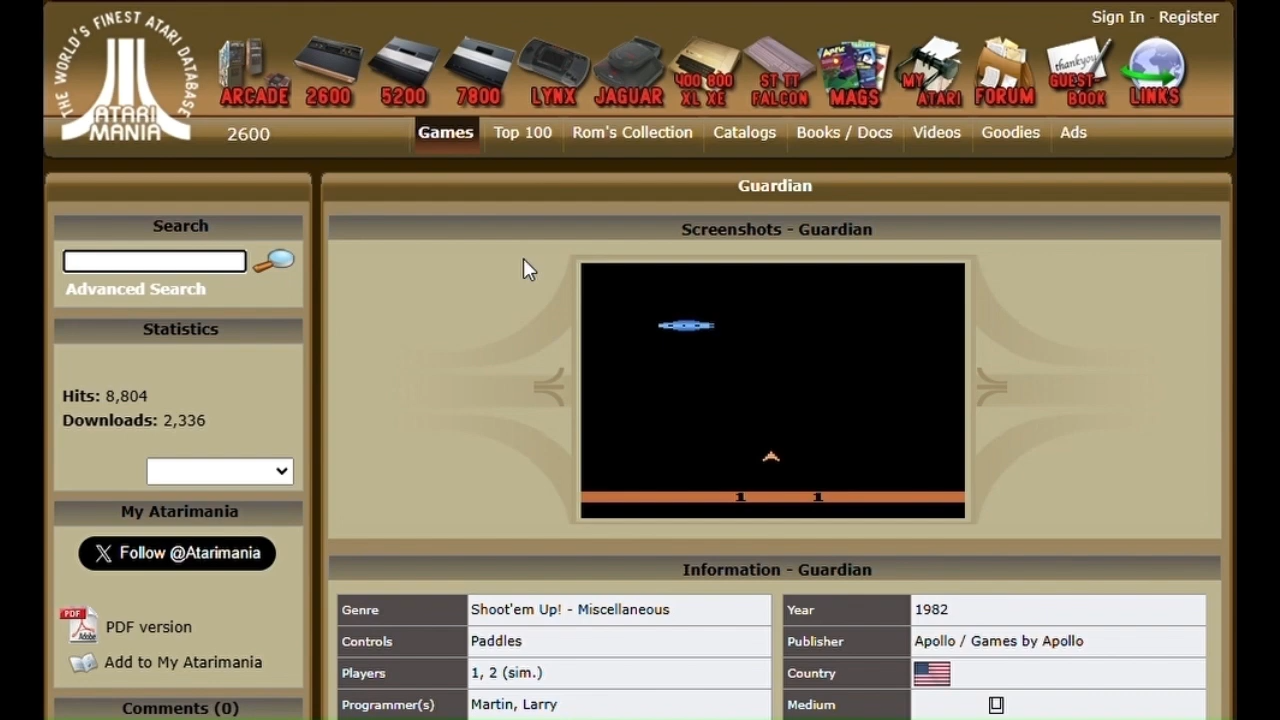 THE WORLD'S FINEST ATARI DATABASE
ATARI
MANIA
Sign In - Register
ARCADE 2600 5200 7800 LYNX JAGUAR 400 800 XL XE ST TT FALCON MAGS MY ATARI FORUM GUEST-BOOK LINKS
2600
Games Top 100 Rom's Collection Catalogs Books / Docs Videos Goodies Ads
Guardian
Search
Advanced Search
Statistics
Hits: 8,804
Downloads: 2,336
My Atarimania
X Follow @Atarimania
PDF Adobe
PDF version
Add to My Atarimania
Comments (0)
Screenshots - Guardian
1 1
Information - Guardian
Genre Shoot'em Up! - Miscellaneous Year 1982
Controls Paddles Publisher Apollo / Games by Apollo
Players 1, 2 (sim.) Country
Programmer(s) Martin, Larry Medium